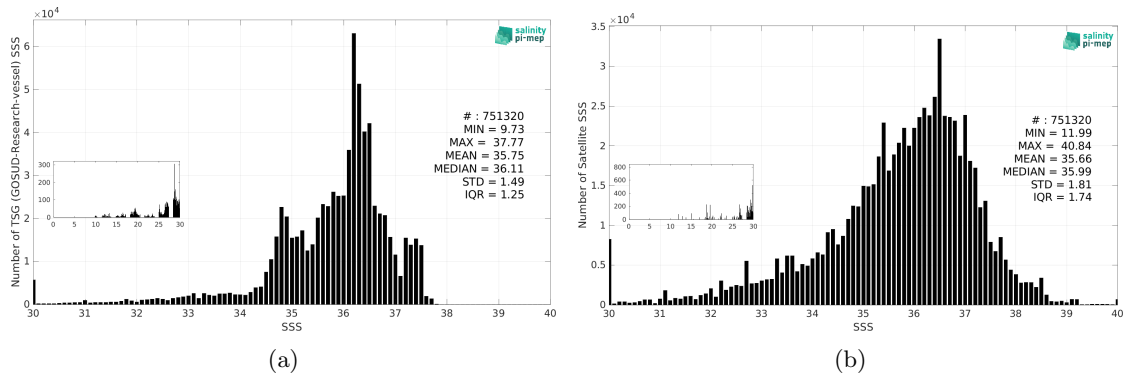 ×10⁴
6
5
4
3
2
1
0
Number of TSG (GOSUD-Research-vessel) SSS
salinity
pi-mep
# : 751320
MIN = 9.73
MAX = 37.77
MEAN = 35.75
MEDIAN = 36.11
STD = 1.49
IQR = 1.25
300
200
100
0
0 5 10 15 20 25 30
30 31 32 33 34 35 36 37 38 39 40
SSS
(a)
×10⁴
3.5
3
2.5
2
1.5
1
0.5
0
Number of Satellite SSS
salinity
pi-mep
# : 751320
MIN = 11.99
MAX = 40.84
MEAN = 35.66
MEDIAN = 35.99
STD = 1.81
IQR = 1.74
800
600
400
200
0
0 5 10 15 20 25 30
30 31 32 33 34 35 36 37 38 39 40
SSS
(b)